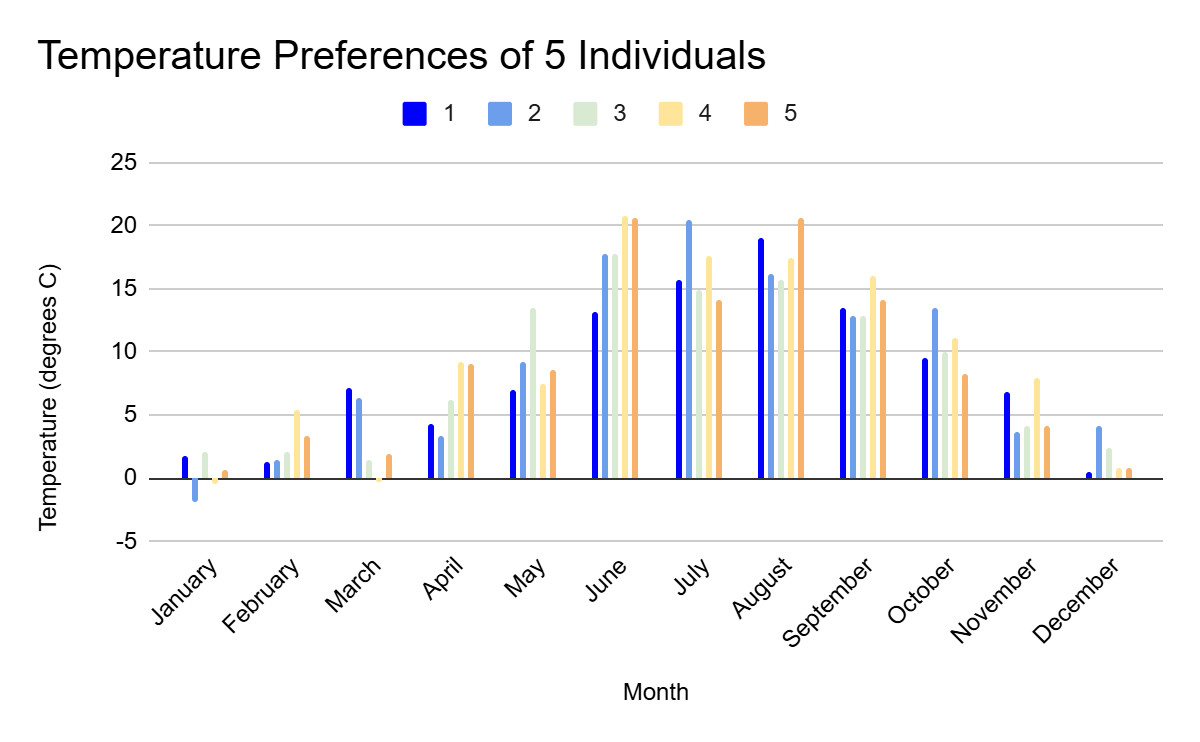 Temperature Preferences of 5 Individuals
1 2 3 4 5
25
20
15
10
5
0
-5
Temperature (degrees C)
January
February
March
April
May
June
July
August
September
October
November
December
Month